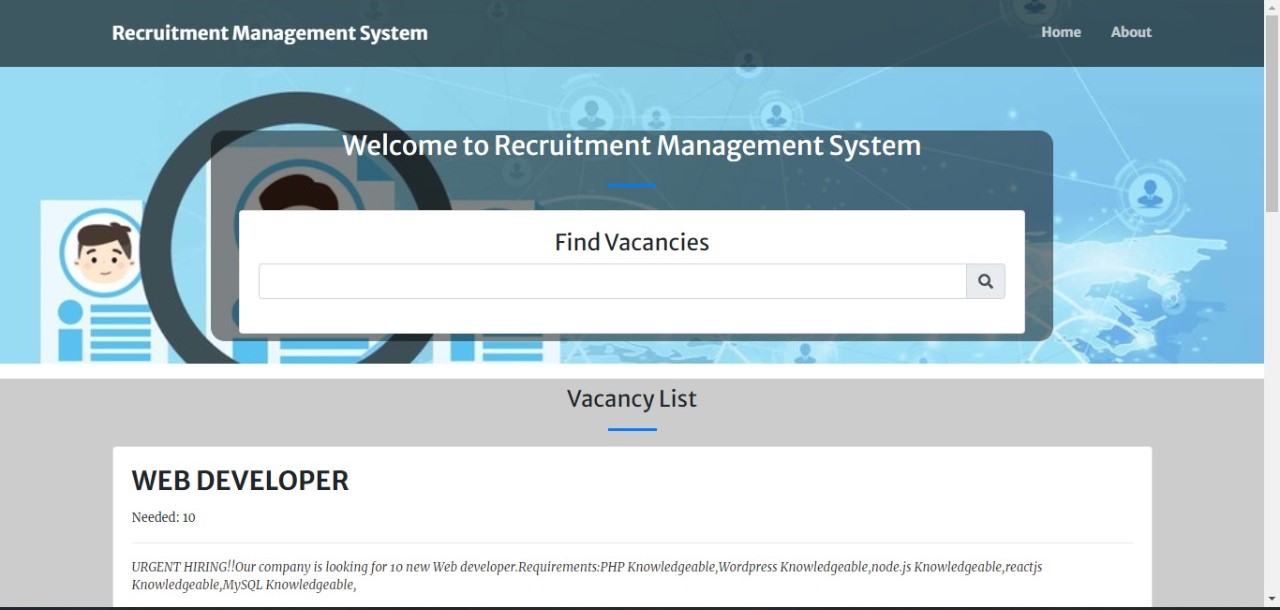 Recruitment Management System
Home About
Welcome to Recruitment Management System
Find Vacancies
Vacancy List
WEB DEVELOPER
Needed: 10
URGENT HIRING!!Our company is looking for 10 new Web developer.Requirements:PHP Knowledgeable,Wordpress Knowledgeable,node.js Knowledgeable,reactjs
Knowledgeable,MySQL Knowledgeable,